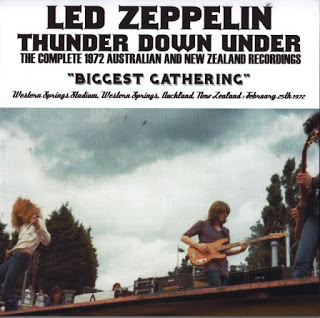 LED ZEPPELIN
THUNDER DOWN UNDER
THE COMPLETE 1972 AUSTRALIAN AND NEW ZEALAND RECORDINGS
"BIGGEST GATHERING"
Western Springs Stadium, Western Springs, Auckland, New Zealand : February 25th 1972